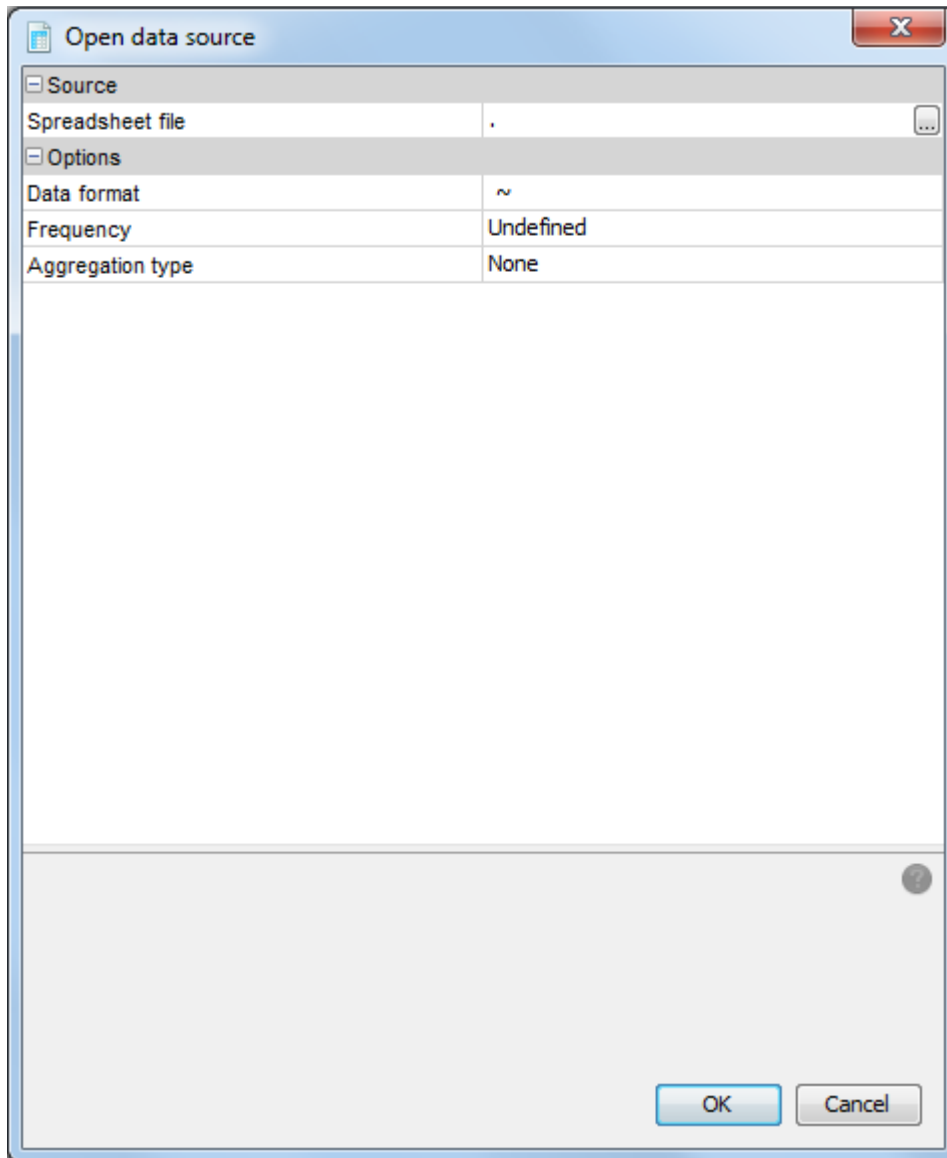 Open data source
Source
Spreadsheet file .
...
Options
Data format ~
Frequency Undefined
Aggregation type None
?
OK Cancel